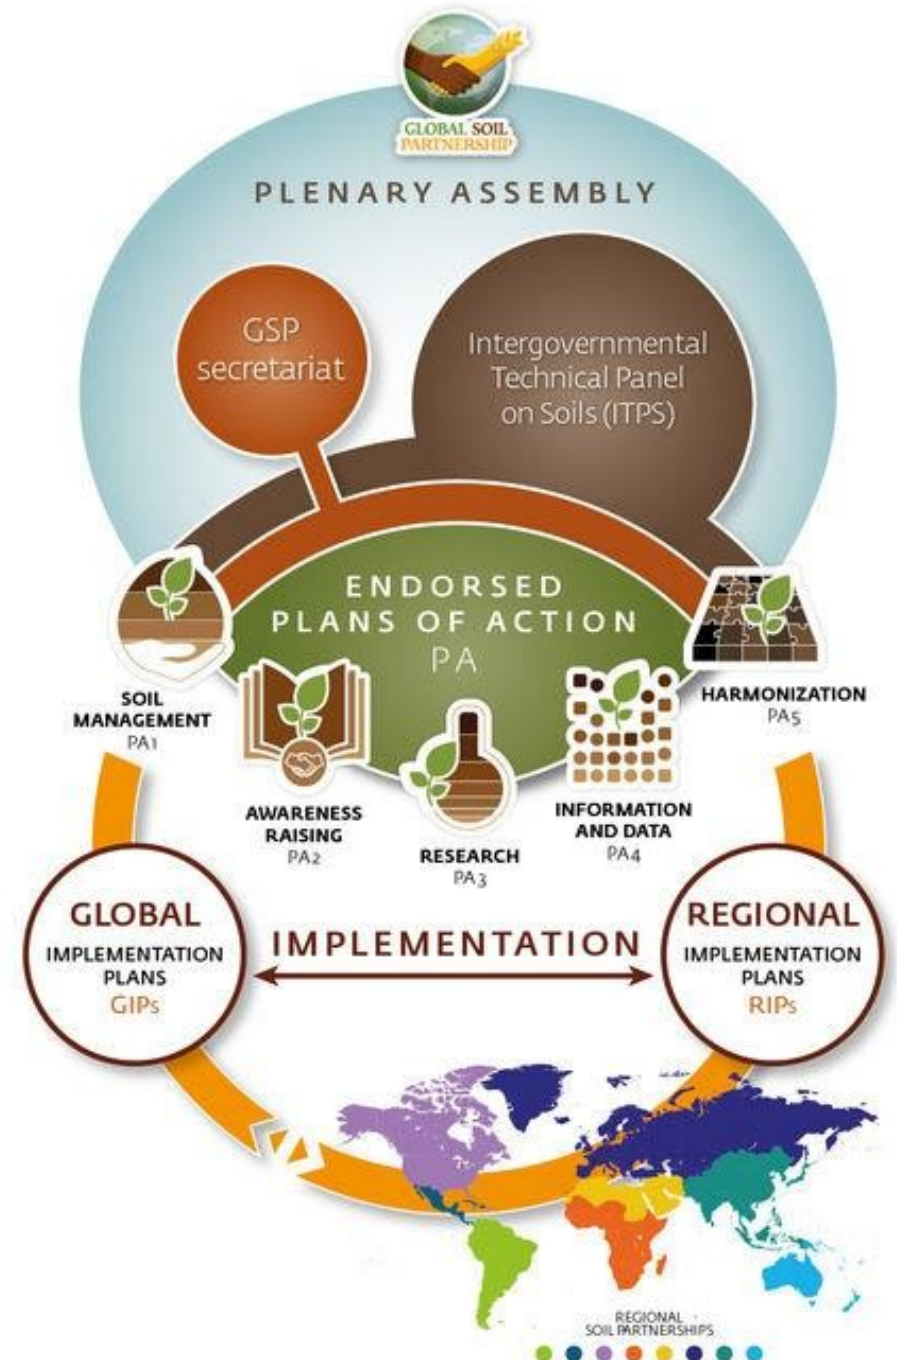 GLOBAL SOIL
PARTNERSHIP
PLENARY ASSEMBLY
GSP
secretariat
Intergovernmental
Technical Panel
on Soils (ITPS)
ENDORSED
PLANS OF ACTION
PA
SOIL
MANAGEMENT
PA1
AWARENESS
RAISING
PA2
RESEARCH
PA3
INFORMATION
AND DATA
PA4
HARMONIZATION
PA5
GLOBAL
IMPLEMENTATION
PLANS
GIPs
IMPLEMENTATION
REGIONAL
IMPLEMENTATION
PLANS
RIPs
REGIONAL
SOIL PARTNERSHIPS